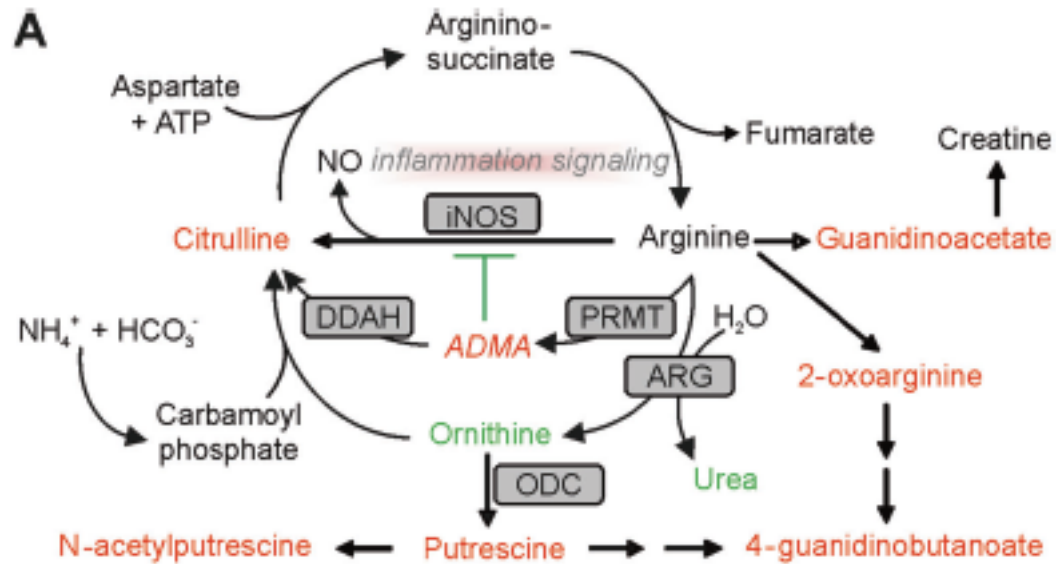 A
Arginino-
succinate
Aspartate
+ ATP
Fumarate
Creatine
NO inflammation signaling
iNOS
Citrulline
Arginine
Guanidinoacetate
NH₄⁺ + HCO₃⁻
DDAH
ADMA
PRMT
H₂O
ARG
2-oxoarginine
Carbamoyl
phosphate
Ornithine
Urea
ODC
N-acetylputrescine
Putrescine
4-guanidinobutanoate